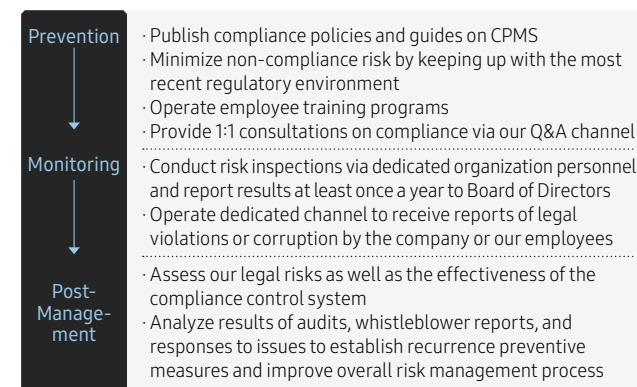 Prevention
· Publish compliance policies and guides on CPMS
· Minimize non-compliance risk by keeping up with the most
recent regulatory environment
· Operate employee training programs
· Provide 1:1 consultations on compliance via our Q&A channel
Monitoring
· Conduct risk inspections via dedicated organization personnel
and report results at least once a year to Board of Directors
· Operate dedicated channel to receive reports of legal
violations or corruption by the company or our employees
Post-
Manage-
ment
· Assess our legal risks as well as the effectiveness of the
compliance control system
· Analyze results of audits, whistleblower reports, and
responses to issues to establish recurrence preventive
measures and improve overall risk management process